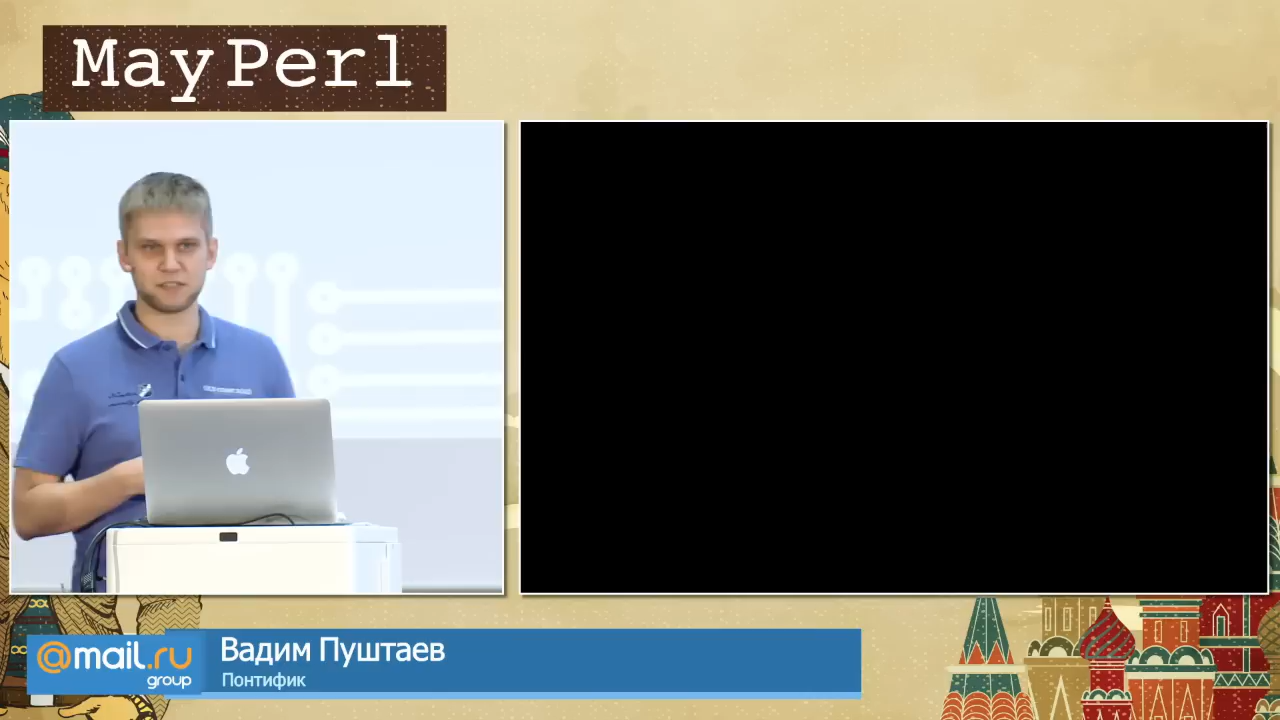 MayPerl
@mail.ru
group
Вадим Пуштаев
Понтифик